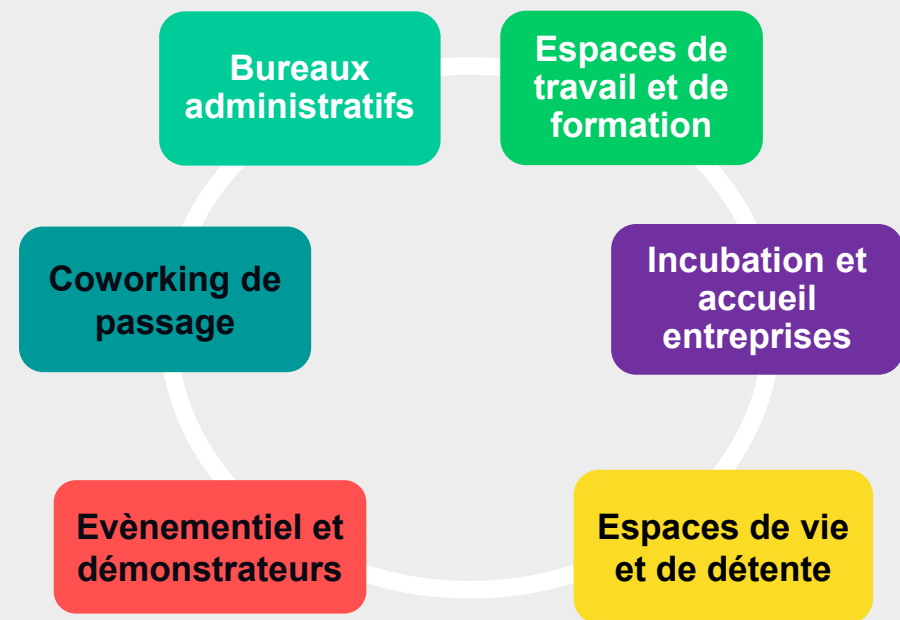 Bureaux
administratifs
Espaces de
travail et de
formation
Coworking de
passage
Incubation et
accueil
entreprises
Evènementiel et
démonstrateurs
Espaces de vie
et de détente